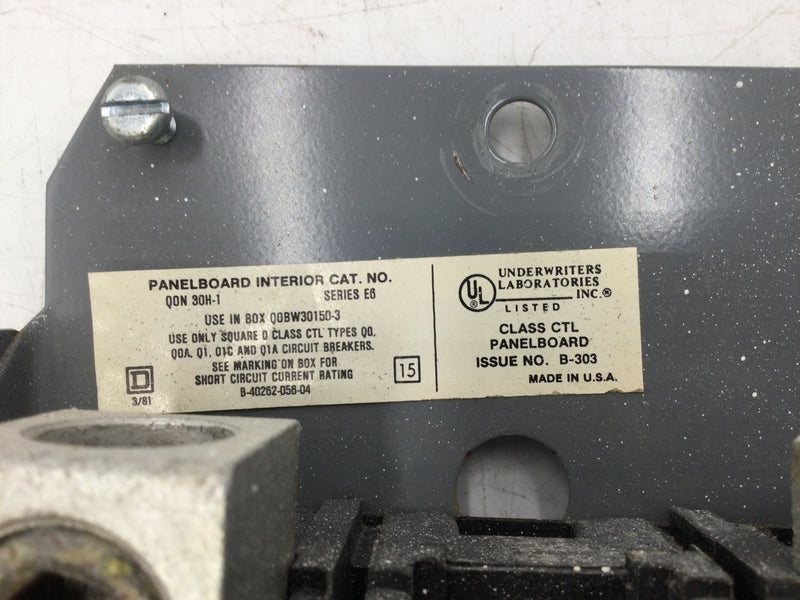 PANELBOARD INTERIOR CAT. NO.
QON 30H-1 SERIES E6
USE IN BOX QOBW30150-3
USE ONLY SQUARE D CLASS CTL TYPES QO,
QOA, Q1, O1C AND Q1A CIRCUIT BREAKERS.
SEE MARKING ON BOX FOR
SHORT CIRCUIT CURRENT RATING
B-40262-056-04
D
3/81
15
UL
UNDERWRITERS
LABORATORIES
INC.®
LISTED
CLASS CTL
PANELBOARD
ISSUE NO. B-303
MADE IN U.S.A.